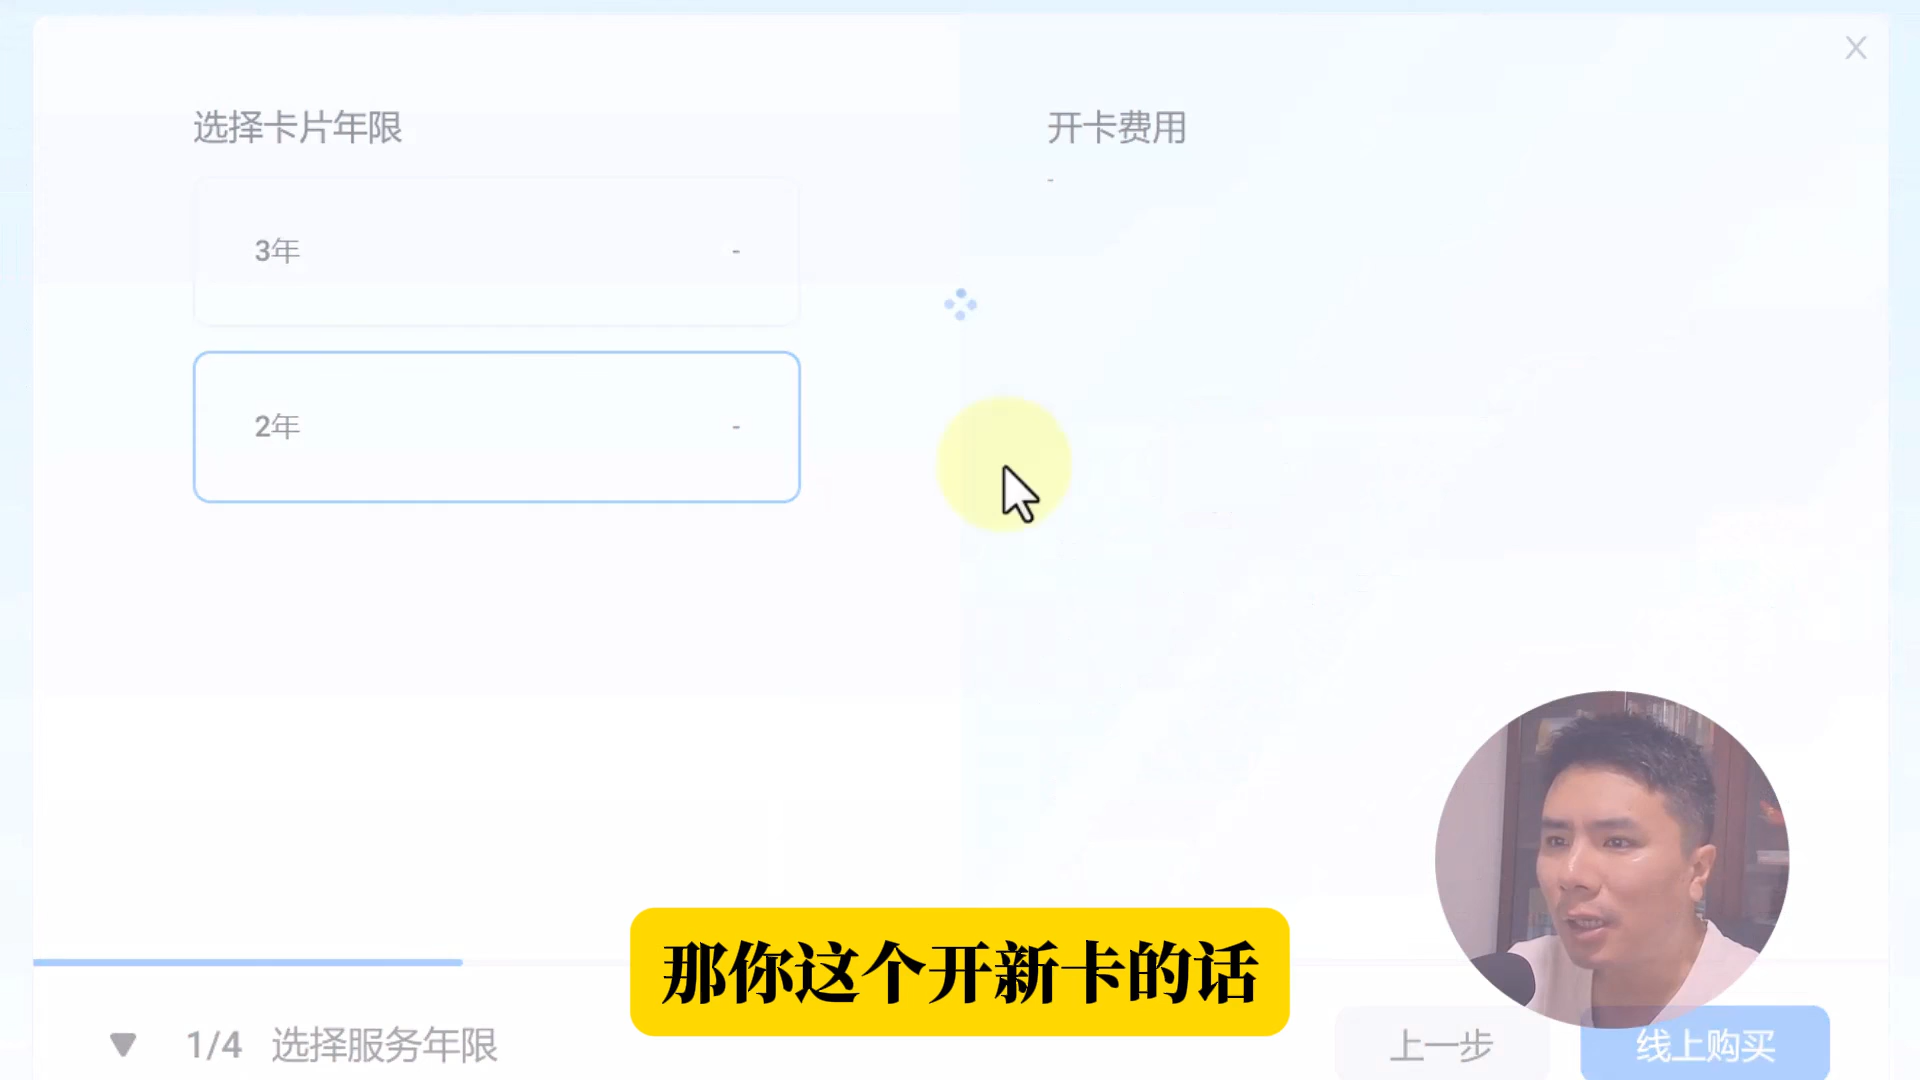 选择卡片年限
开卡费用
-
3年 -
2年 -
那你这个开新卡的话
1/4 选择服务年限
上一步
线上购买